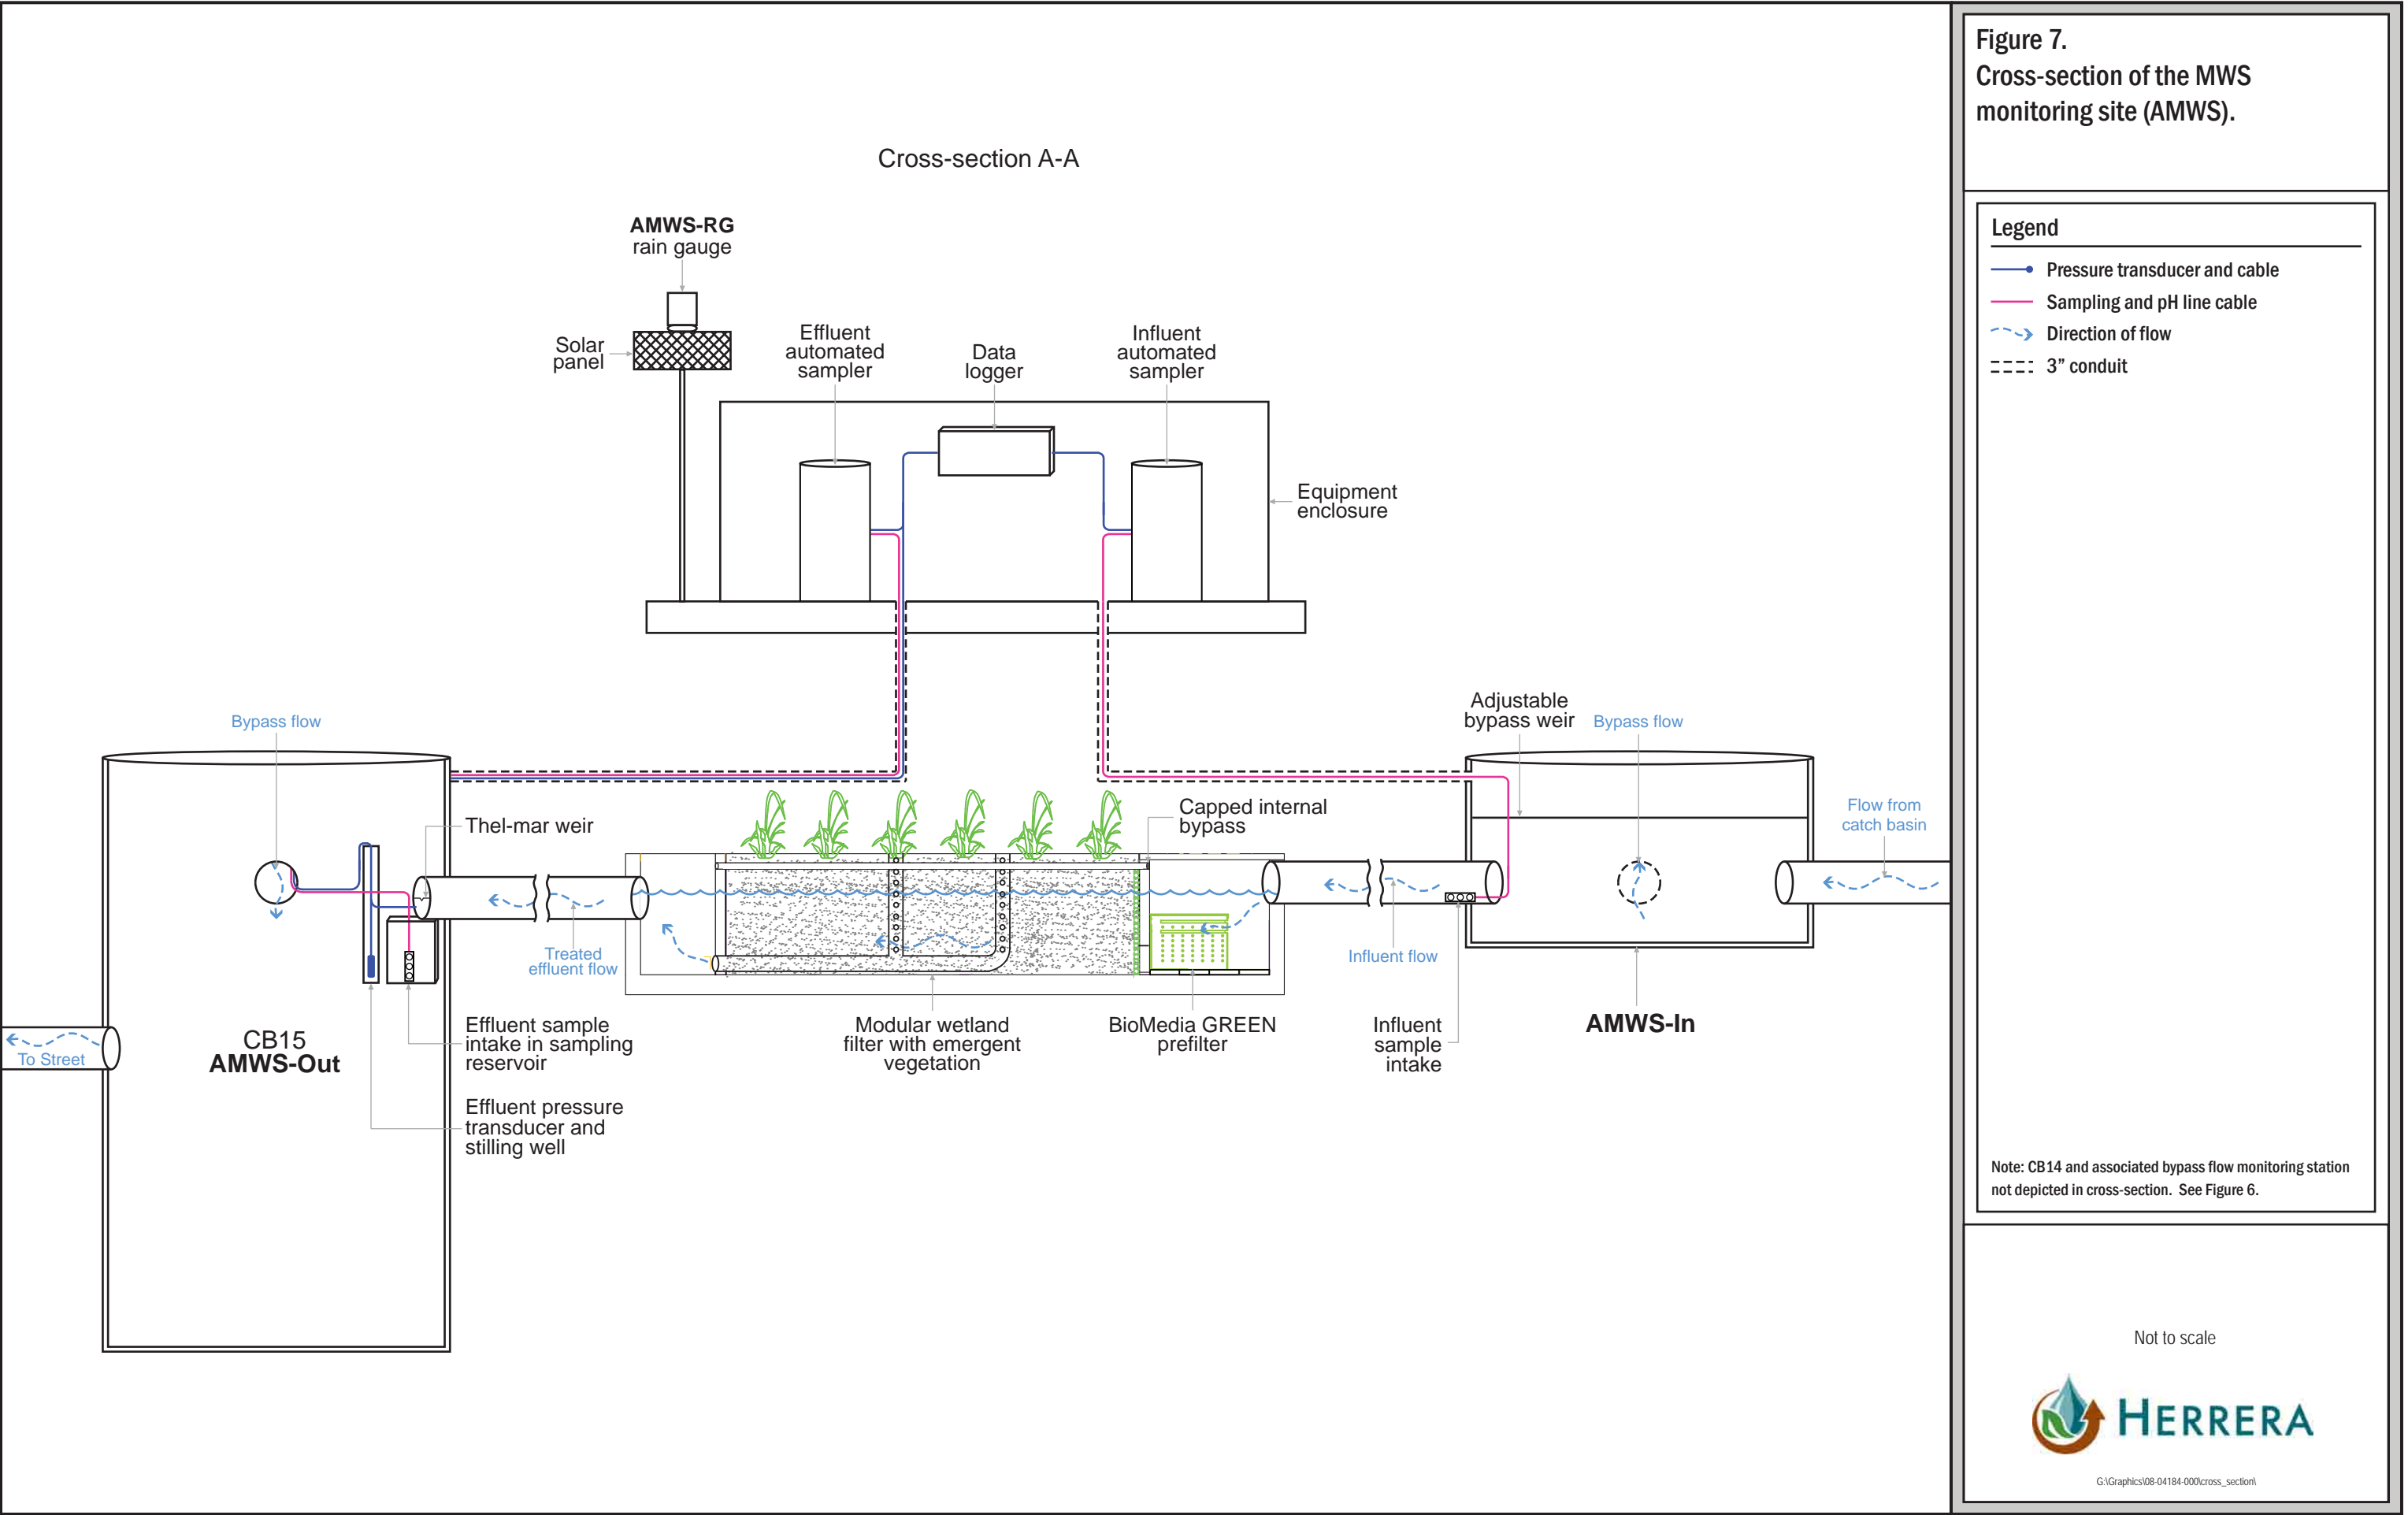 Figure 7.
Cross-section of the MWS
monitoring site (AMWS).
Cross-section A-A
AMWS-RG
rain gauge
Solar
panel
Effluent
automated
sampler
Data
logger
Influent
automated
sampler
Equipment
enclosure
Bypass flow
Thel-mar weir
Capped internal
bypass
Adjustable
bypass weir
Bypass flow
Flow from
catch basin
Treated
effluent flow
Influent flow
To Street
CB15
AMWS-Out
Effluent sample
intake in sampling
reservoir
Effluent pressure
transducer and
stilling well
Modular wetland
filter with emergent
vegetation
BioMedia GREEN
prefilter
Influent
sample
intake
AMWS-In
Legend
Pressure transducer and cable
Sampling and pH line cable
Direction of flow
3” conduit
Note: CB14 and associated bypass flow monitoring station
not depicted in cross-section. See Figure 6.
Not to scale
HERRERA
G:\Graphics\08-04184-000\cross_section\